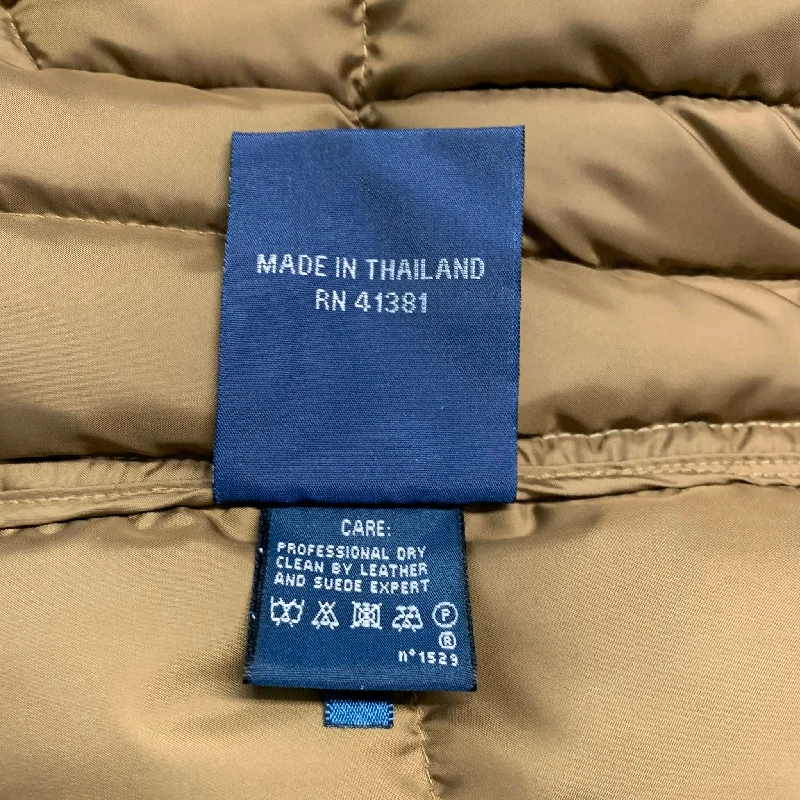 MADE IN THAILAND
RN 41381
CARE:
PROFESSIONAL DRY
CLEAN BY LEATHER
AND SUEDE EXPERT
P
R
n°1529